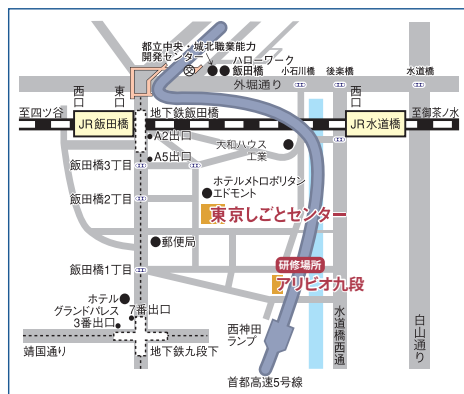 都立中央・城北職業能力
開発センター
ハローワーク
飯田橋
小石川橋
後楽橋
水道橋
外堀通り
西口
東口
西口
至四ツ谷
JR飯田橋
地下鉄飯田橋
JR水道橋
至御茶ノ水
A2出口
大和ハウス
工業
A5出口
飯田橋3丁目
ホテルメトロポリタン
エドモント
飯田橋2丁目
東京しごとセンター
郵便局
研修場所
飯田橋1丁目
アリビオ九段
ホテル
グランドパレス
7番出口
3番出口
西神田
ランプ
水道橋西通
白山通り
靖国通り
地下鉄九段下
首都高速5号線